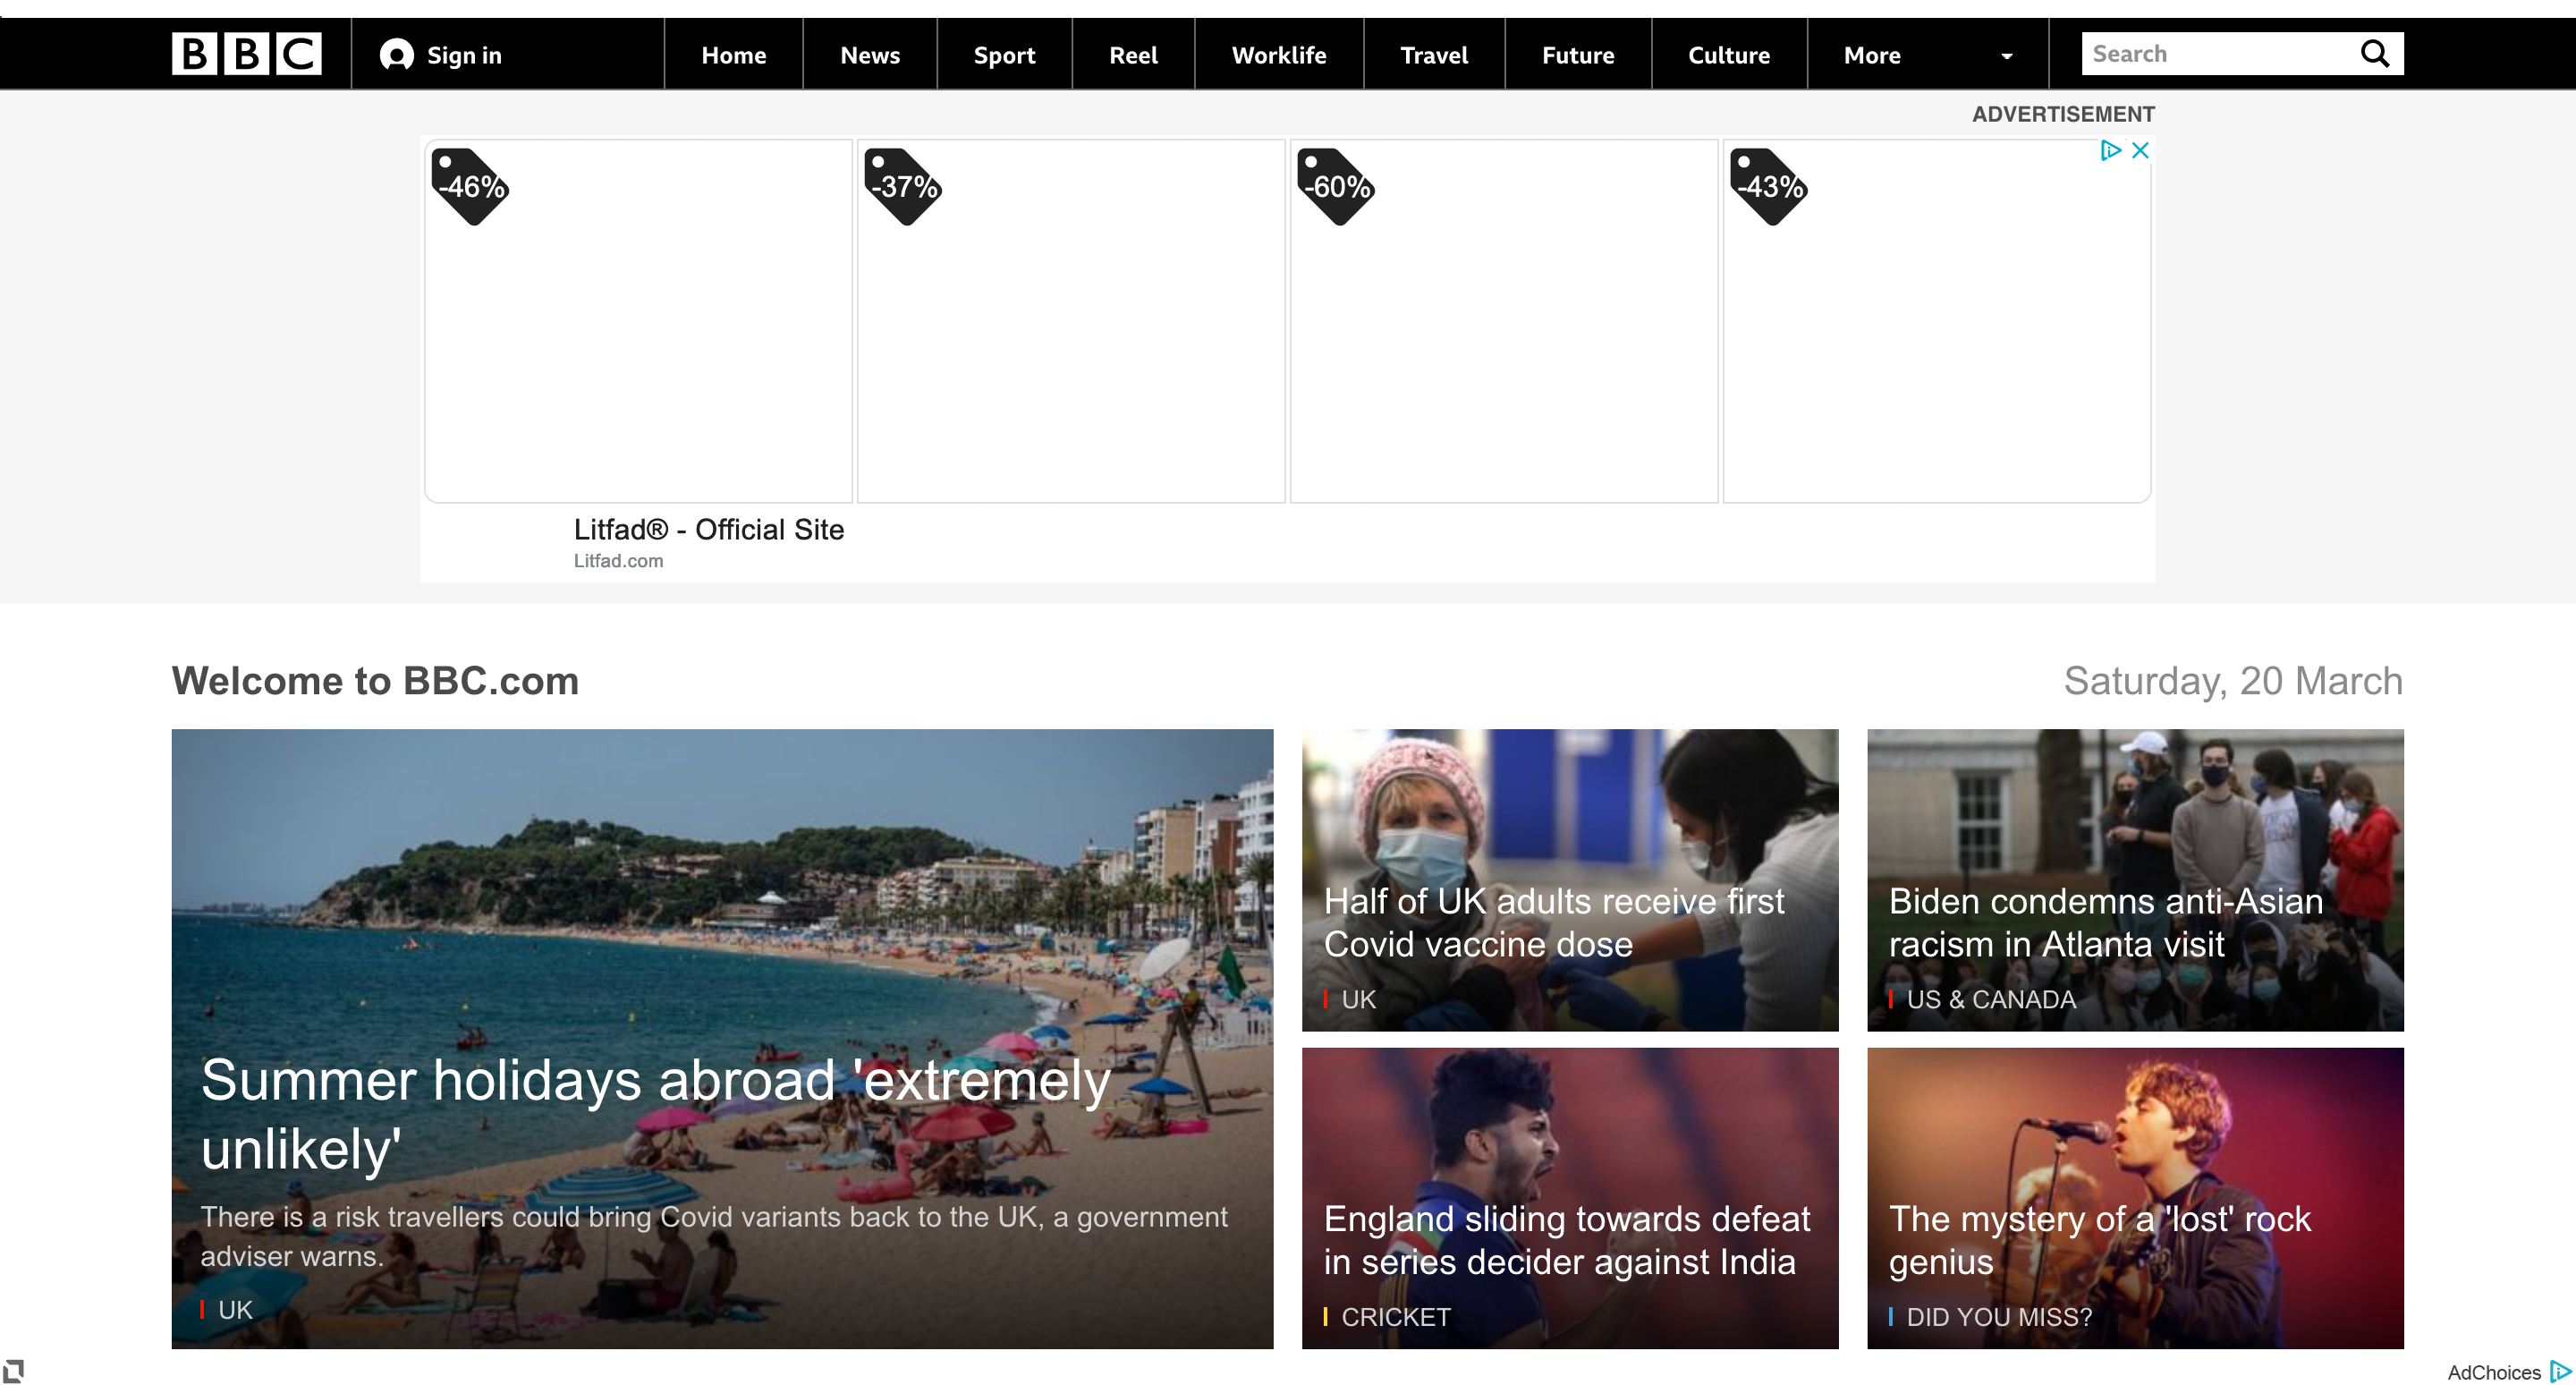 BBC
Sign in
Home
News
Sport
Reel
Worklife
Travel
Future
Culture
More
Search
ADVERTISEMENT
-46%
-37%
-60%
-43%
Litfad® - Official Site
Litfad.com
Welcome to BBC.com
Saturday, 20 March
Summer holidays abroad 'extremely
unlikely'
There is a risk travellers could bring Covid variants back to the UK, a government
adviser warns.
UK
Half of UK adults receive first
Covid vaccine dose
UK
Biden condemns anti-Asian
racism in Atlanta visit
US & CANADA
England sliding towards defeat
in series decider against India
CRICKET
The mystery of a 'lost' rock
genius
DID YOU MISS?
AdChoices